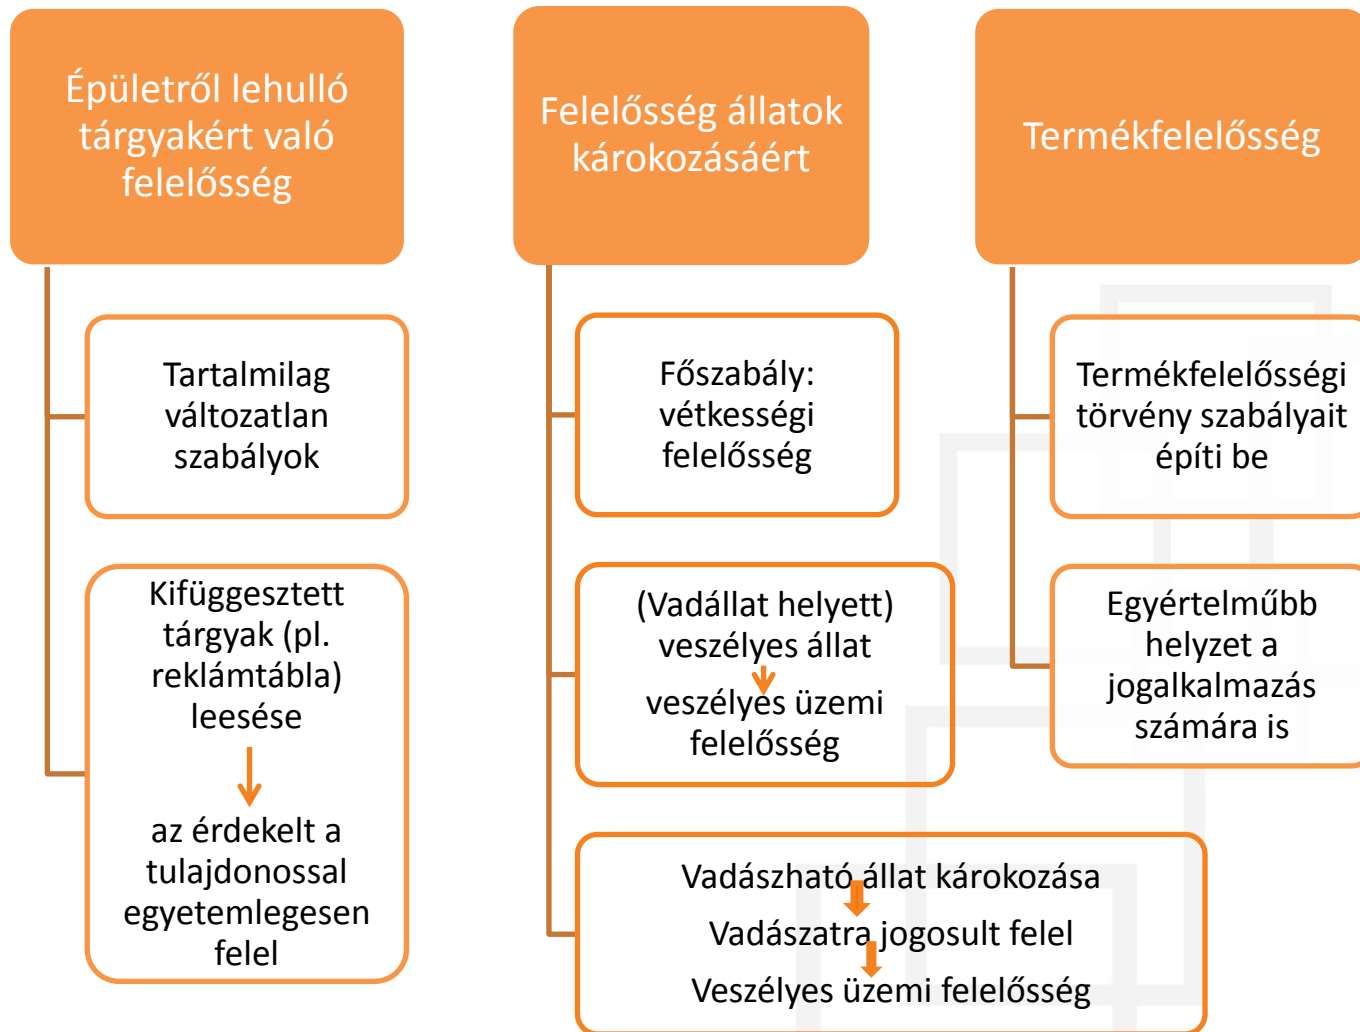 Épületről lehulló
tárgyakért való
felelősség
Tartalmilag
változatlan
szabályok
Kifüggesztett
tárgyak (pl.
reklámtábla)
leesése
az érdekelt a
tulajdonossal
egyetemlegesen
felel
Felelősség állatok
károkozásáért
Főszabály:
vétkességi
felelősség
(Vadállat helyett)
veszélyes állat
veszélyes üzemi
felelősség
Vadászható állat károkozása
Vadászatra jogosult felel
Veszélyes üzemi felelősség
Termékfelelősség
Termékfelelősségi
törvény szabályait
építi be
Egyértelműbb
helyzet a
jogalkalmazás
számára is